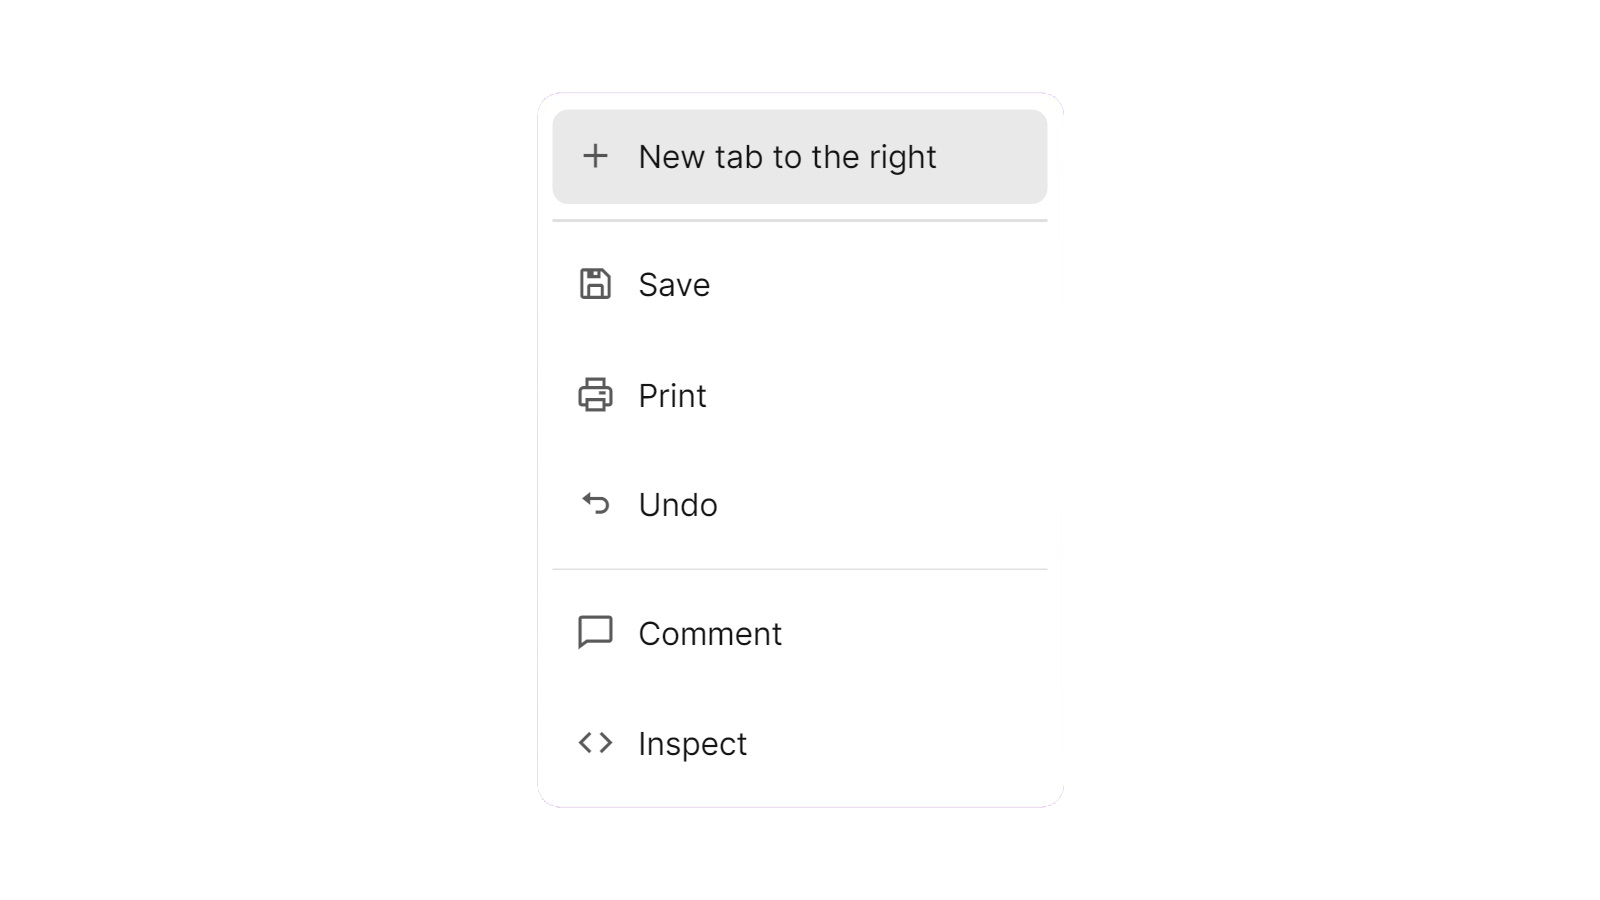 New tab to the right
Save
Print
Undo
Comment
Inspect